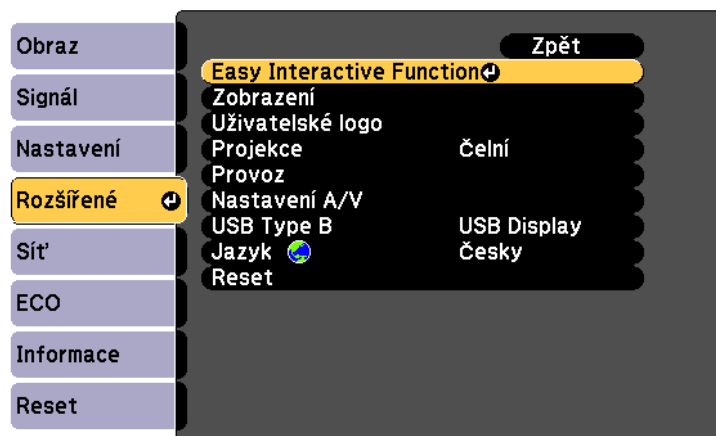 Obraz
Signál
Nastavení
Rozšířené
Síť
ECO
Informace
Reset
Zpět
Easy Interactive Function
Zobrazení
Uživatelské logo
Projekce Čelní
Provoz
Nastavení A/V
USB Type B USB Display
Jazyk Česky
Reset